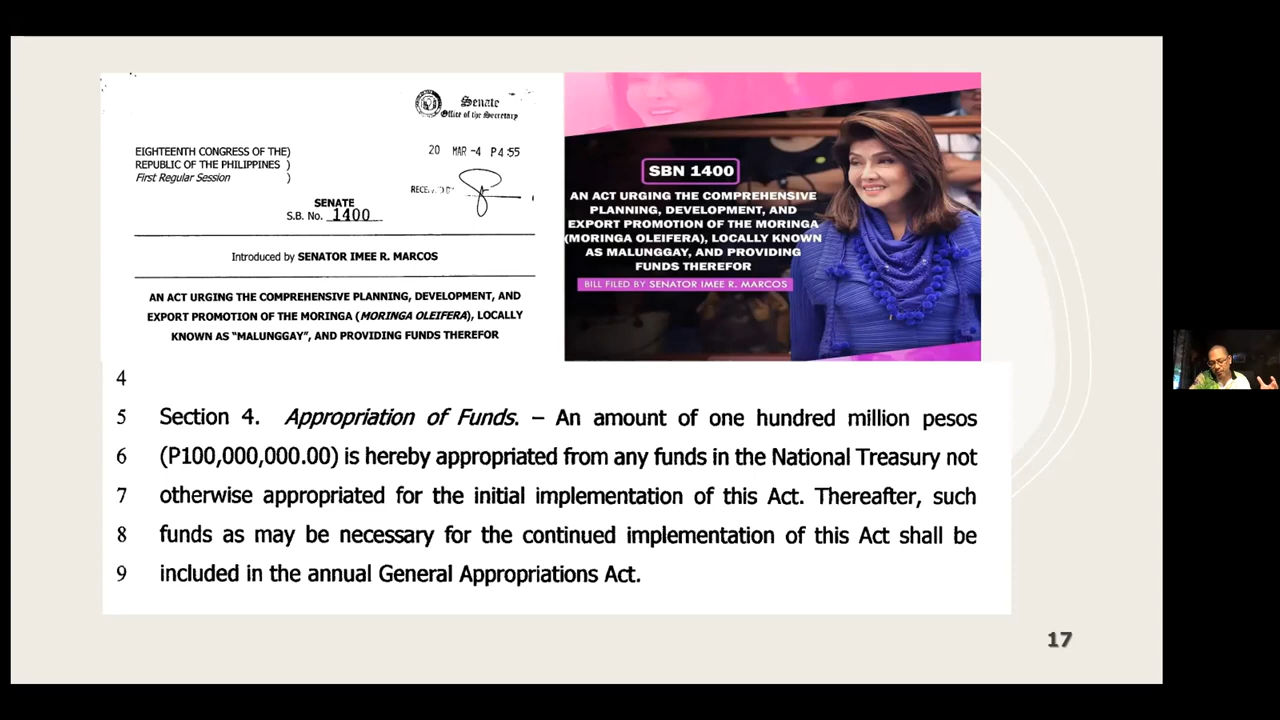 Senate
Office of the Secretary
EIGHTEENTH CONGRESS OF THE)
REPUBLIC OF THE PHILIPPINES )
First Regular Session )
20 MAR -4 P4:55
SENATE
S.B. No. 1400
Introduced by SENATOR IMEE R. MARCOS
AN ACT URGING THE COMPREHENSIVE PLANNING, DEVELOPMENT, AND
EXPORT PROMOTION OF THE MORINGA (MORINGA OLEIFERA), LOCALLY
KNOWN AS "MALUNGGAY", AND PROVIDING FUNDS THEREFOR
SBN 1400
AN ACT URGING THE COMPREHENSIVE
PLANNING, DEVELOPMENT, AND
EXPORT PROMOTION OF THE MORINGA
(MORINGA OLEIFERA), LOCALLY KNOWN
AS MALUNGGAY, AND PROVIDING
FUNDS THEREFOR
BILL FILED BY SENATOR IMEE R. MARCOS
4
5 Section 4. Appropriation of Funds. – An amount of one hundred million pesos
6 (P100,000,000.00) is hereby appropriated from any funds in the National Treasury not
7 otherwise appropriated for the initial implementation of this Act. Thereafter, such
8 funds as may be necessary for the continued implementation of this Act shall be
9 included in the annual General Appropriations Act.
17